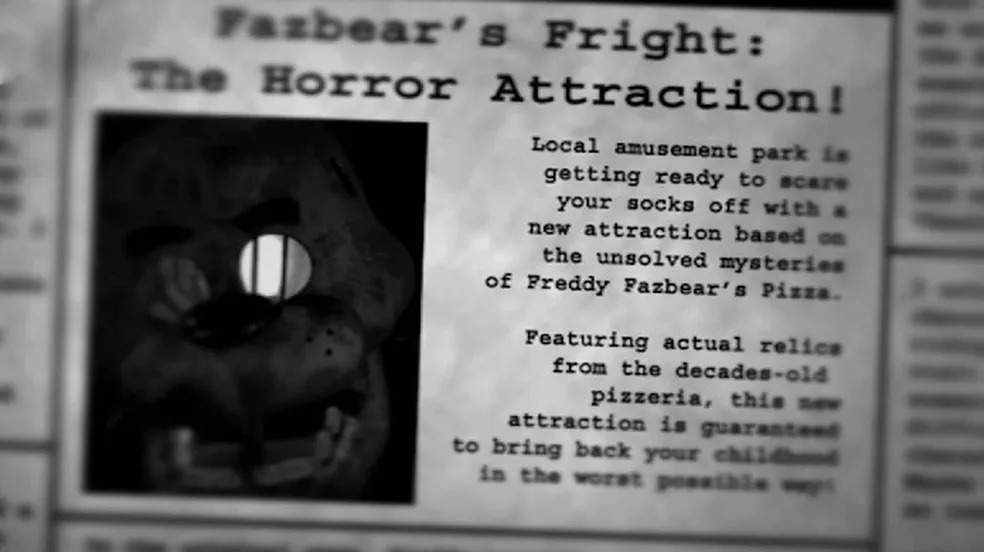 Fazbear's Fright:
The Horror Attraction!
Local amusement park is
getting ready to scare
your socks off with a
new attraction based on
the unsolved mysteries
of Freddy Fazbear's Pizza.
Featuring actual relics
from the decades-old
pizzeria, this new
attraction is guaranteed
to bring back your childhood
in the worst possible way!